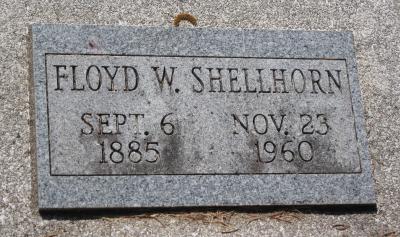 FLOYD W. SHELLHORN
SEPT. 6 NOV. 23
1885 1960